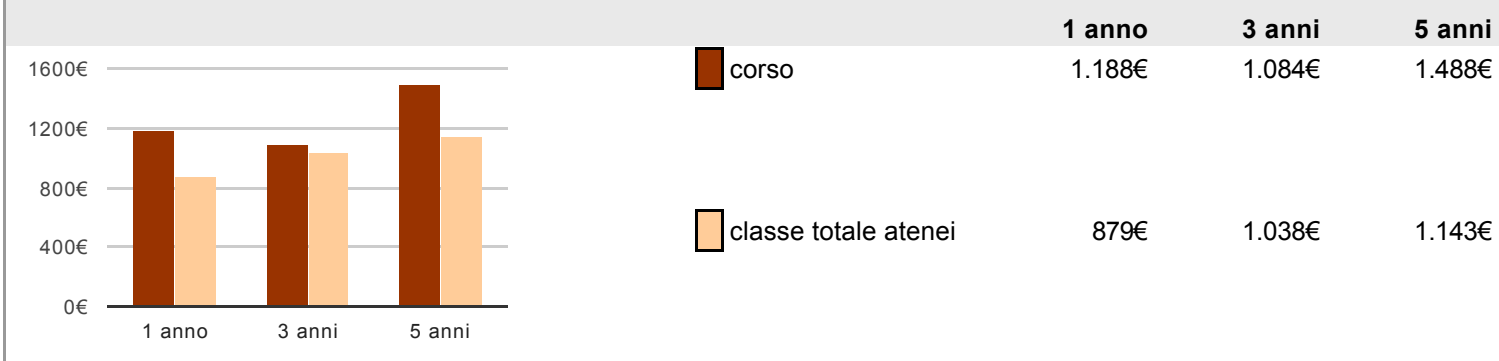 1 anno 3 anni 5 anni
1600€
1200€
800€
400€
0€
1 anno 3 anni 5 anni
corso 1.188€ 1.084€ 1.488€
classe totale atenei 879€ 1.038€ 1.143€